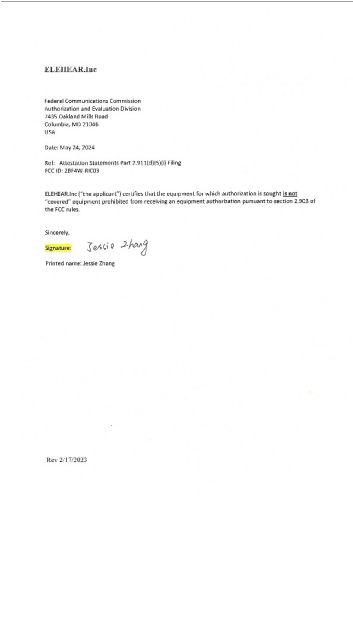 ELEHEAR.Inc
Federal Communications Commission
Authorization and Evaluation Division
7435 Oakland Mills Road
Columbia, MD 21046
USA
Date: May 24, 2024
Ref: Attestation Statements Part 2.911(d)(5)(i) Filing
FCC ID: 2BF4W-RIC03
ELEHEAR.Inc ("the applicant") certifies that the equipment for which authorization is sought is not
"covered" equipment prohibited from receiving an equipment authorization pursuant to section 2.903 of
the FCC rules.
Sincerely,
Signature: Jessie Zhang
Printed name: Jessie Zhang
Rev 2/17/2023